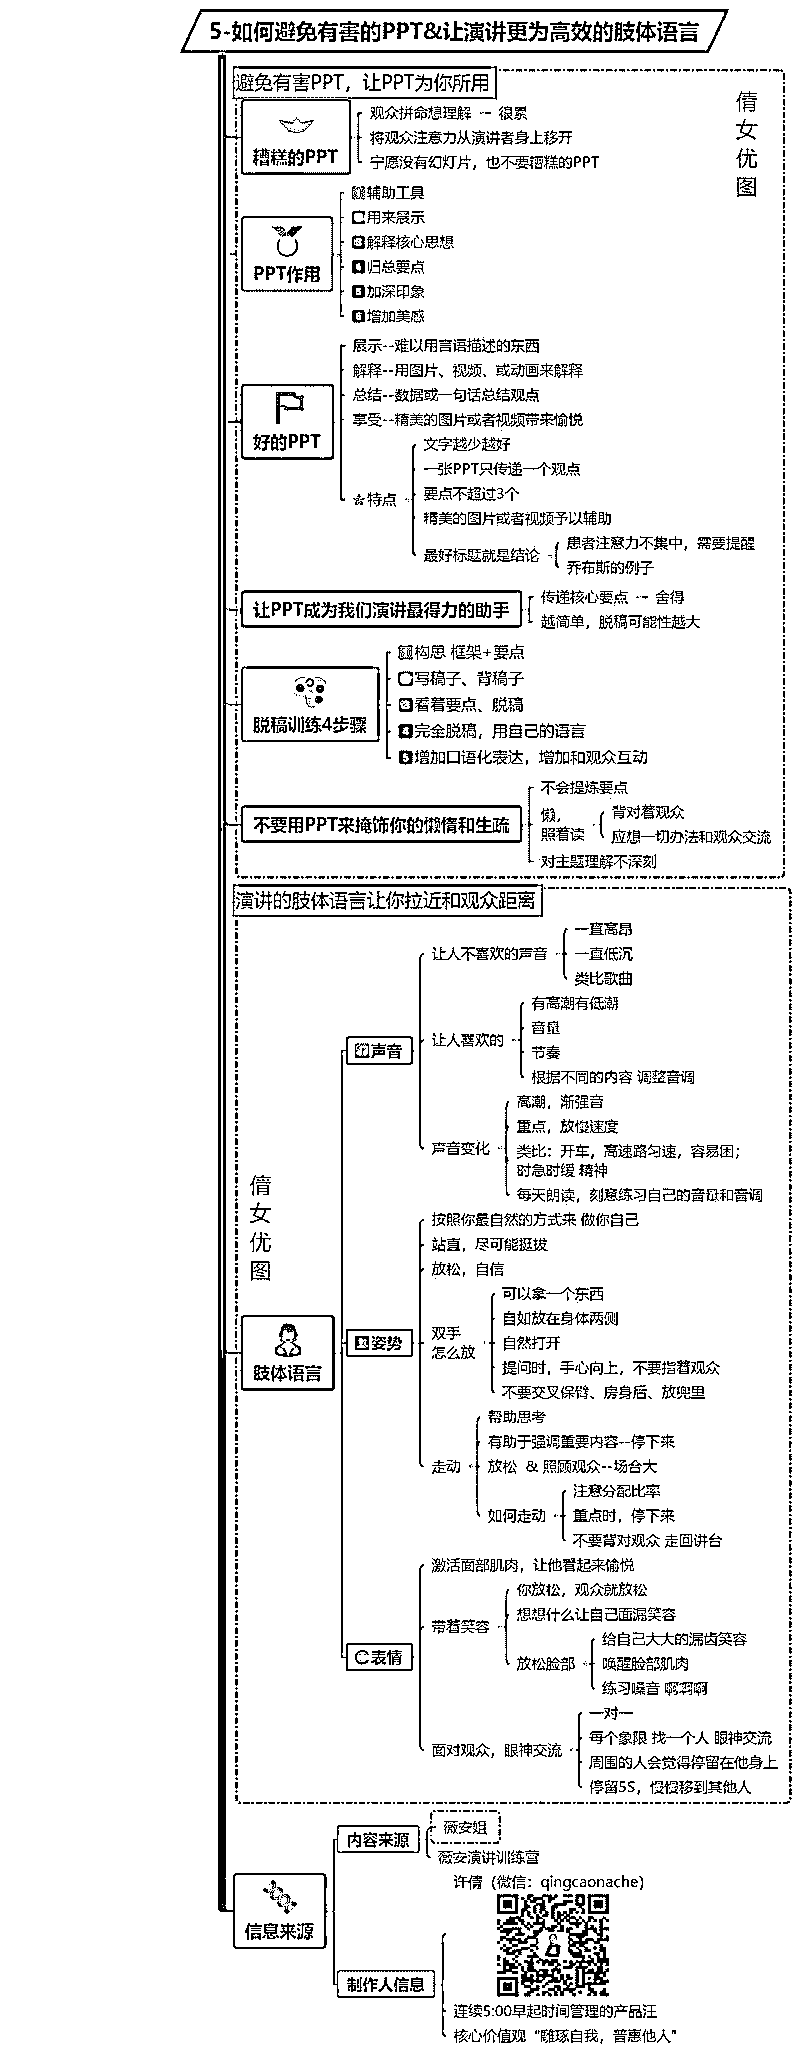 5-如何避免有害的PPT&让演讲更为高效的肢体语言
避免有害PPT，让PPT为你所用
倩女优图
糟糕的PPT
观众拼命想理解 -- 很累
将观众注意力从演讲者身上移开
宁愿没有幻灯片，也不要糟糕的PPT
PPT作用
辅助工具
用来展示
解释核心思想
归总要点
加深印象
增加美感
好的PPT
展示--难以用言语描述的东西
解释--用图片、视频、或动画来解释
总结--数据或一句话总结观点
享受--精美的图片或者视频带来愉悦
☆特点
文字越少越好
一张PPT只传递一个观点
要点不超过3个
精美的图片或者视频予以辅助
最好标题就是结论
患者注意力不集中，需要提醒
乔布斯的例子
让PPT成为我们演讲最得力的助手
传递核心要点 -- 舍得
越简单，脱稿可能性越大
脱稿训练4步骤
构思 框架+要点
写稿子、背稿子
看着要点、脱稿
4完全脱稿，用自己的语言
5增加口语化表达，增加和观众互动
不要用PPT来掩饰你的懒惰和生疏
不会提炼要点
懒，
照着读
背对着观众
应想一切办法和观众交流
对主题理解不深刻
演讲的肢体语言让你拉近和观众距离
倩女优图
肢体语言
声音
让人不喜欢的声音
一直高昂
一直低沉
类比歌曲
让人喜欢的
有高潮有低潮
音量
节奏
根据不同的内容 调整音调
声音变化
高潮，渐强音
重点，放慢速度
类比：开车，高速路匀速，容易困；
时急时缓 精神
每天朗读，刻意练习自己的音量和音调
姿势
按照你最自然的方式来 做你自己
站直，尽可能挺拔
放松，自信
双手
怎么放
可以拿一个东西
自如放在身体两侧
自然打开
提问时，手心向上，不要指着观众
不要交叉保臂、房身后、放兜里
走动
帮助思考
有助于强调重要内容--停下来
放松 & 照顾观众--场合大
如何走动
注意分配比率
重点时，停下来
不要背对观众 走回讲台
C表情
激活面部肌肉，让他看起来愉悦
带着笑容
你放松，观众就放松
想想什么让自己面漏笑容
放松脸部
给自己大大的漏齿笑容
唤醒脸部肌肉
练习嗓音 啊啊啊
面对观众，眼神交流
一对一
每个象限 找一个人 眼神交流
周围的人会觉得停留在他身上
停留5S，慢慢移到其他人
信息来源
内容来源
薇安姐
薇安演讲训练营
制作人信息
许倩（微信：qingcaonache）
连续5:00早起时间管理的产品汪
核心价值观“雕琢自我，普惠他人”